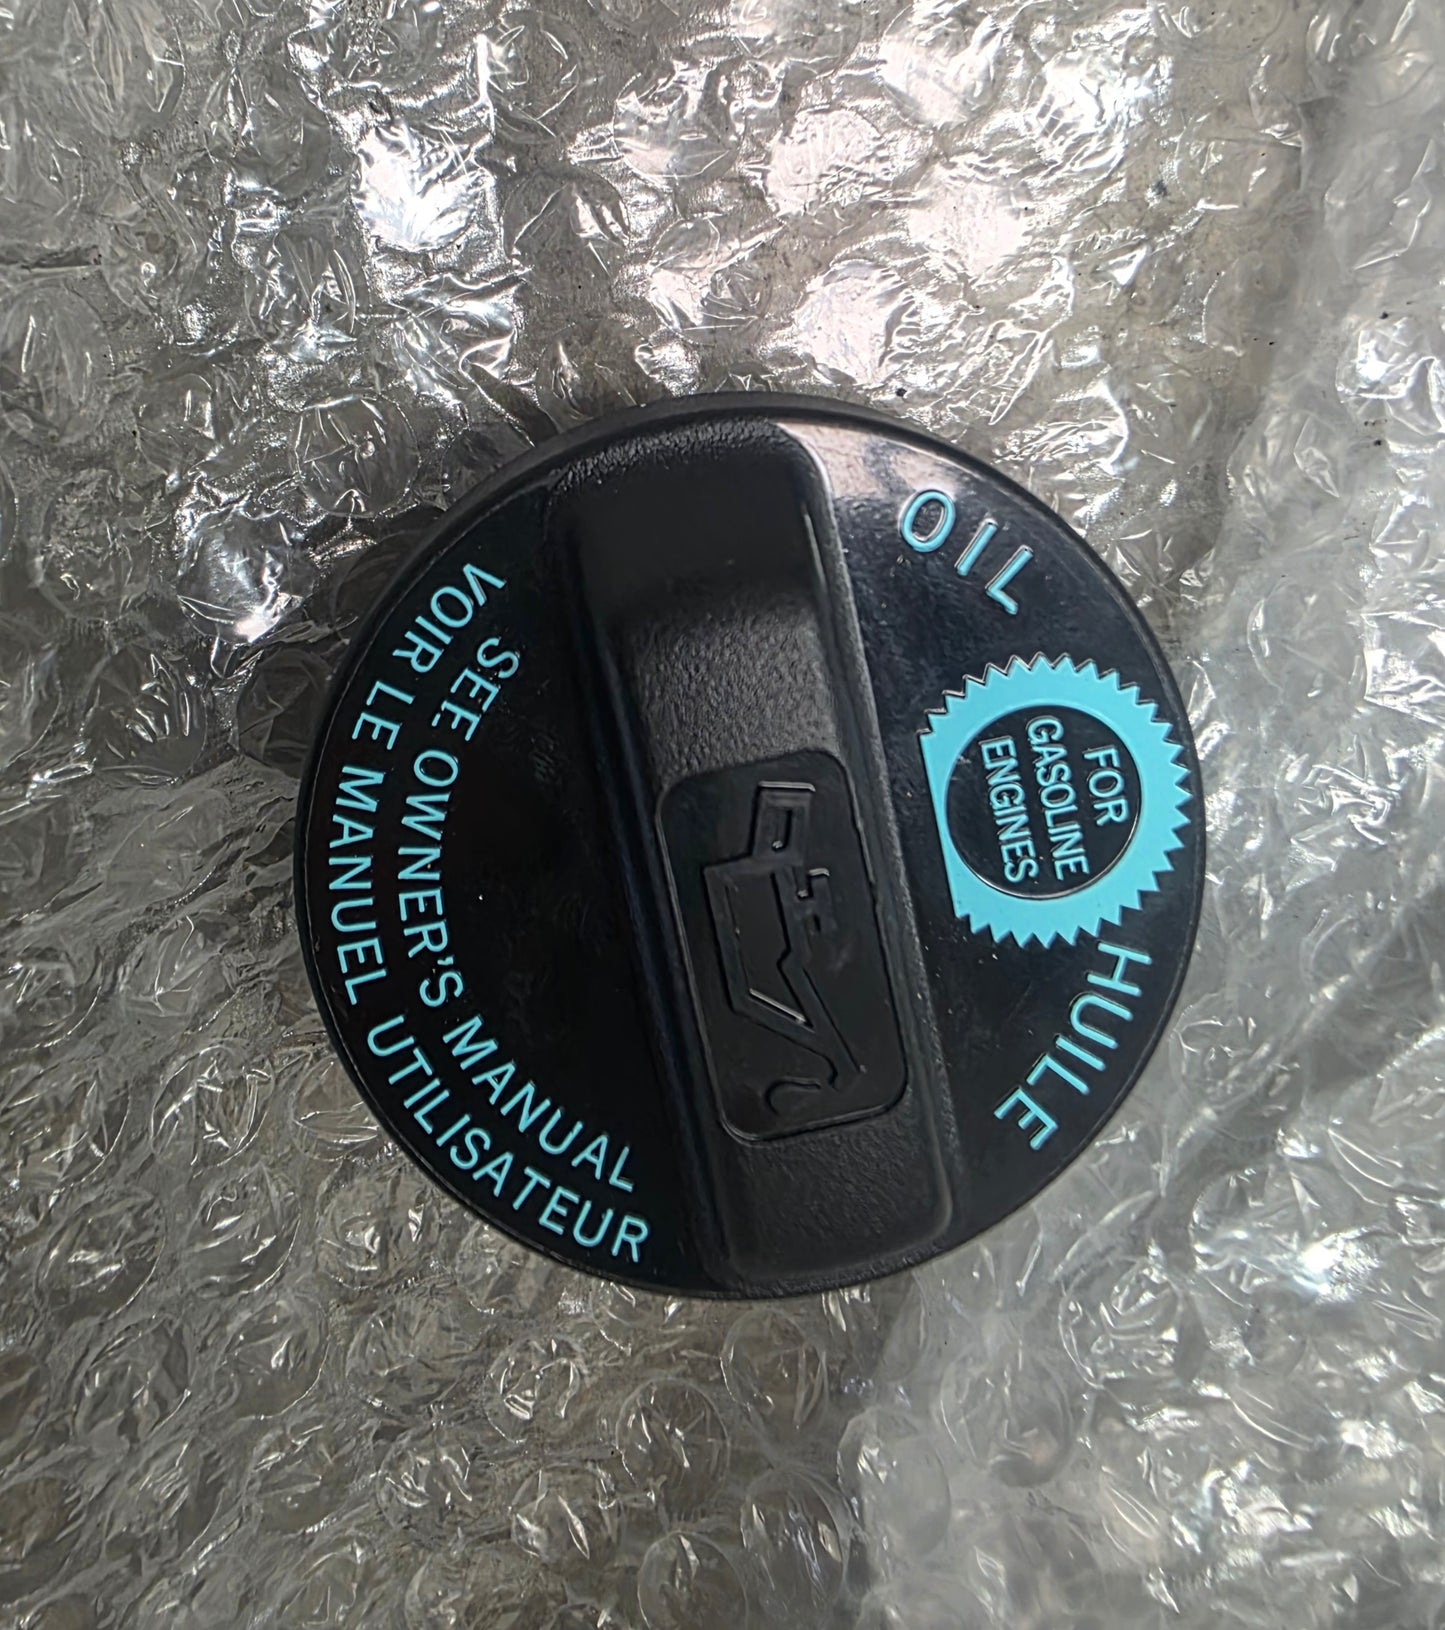 OIL
FOR
GASOLINE
ENGINES
HUILE
SEE OWNER'S MANUAL
VOIR LE MANUEL UTILISATEUR